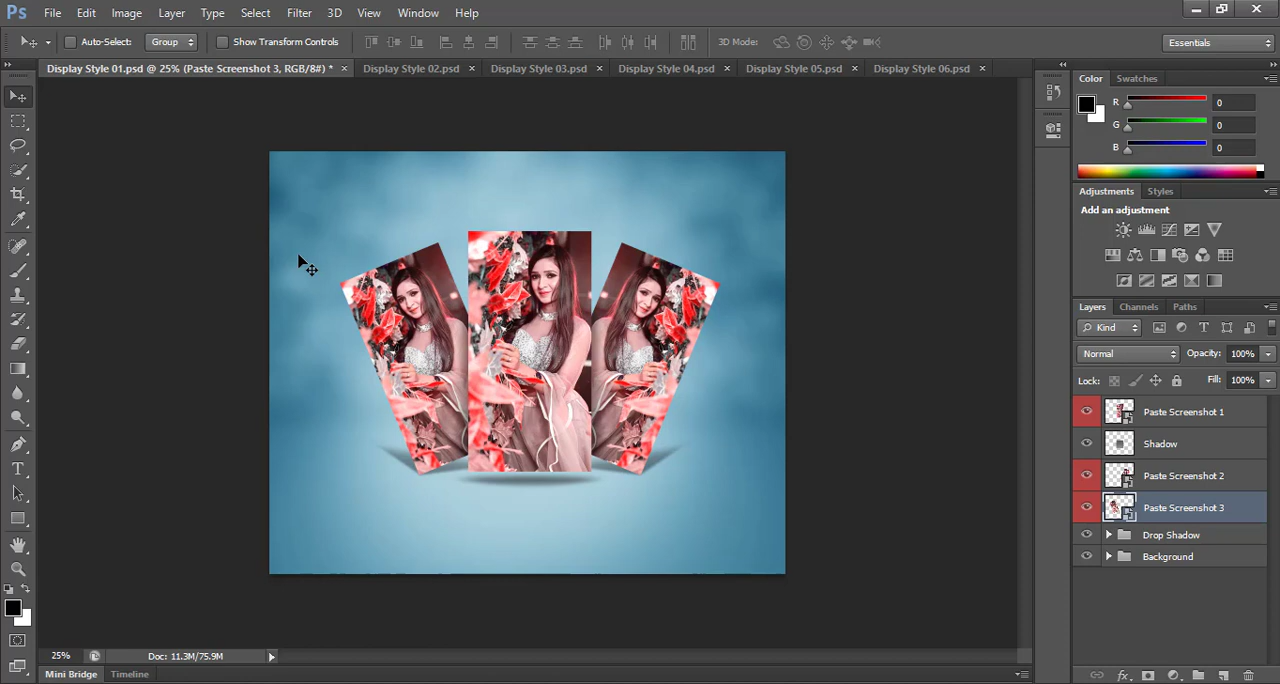 Ps File Edit Image Layer Type Select Filter 3D View Window Help
Auto-Select: Group Show Transform Controls 3D Mode: Essentials
Display Style 01.psd @ 25% (Paste Screenshot 3, RGB/8#) * × Display Style 02.psd × Display Style 03.psd × Display Style 04.psd × Display Style 05.psd × Display Style 06.psd ×
Color Swatches
R 0
G 0
B 0
Adjustments Styles
Add an adjustment
Layers Channels Paths
Kind
Normal Opacity: 100%
Lock: Fill: 100%
Paste Screenshot 1
Shadow
Paste Screenshot 2
Paste Screenshot 3
Drop Shadow
Background
25% Doc: 11.3M/75.9M
Mini Bridge Timeline